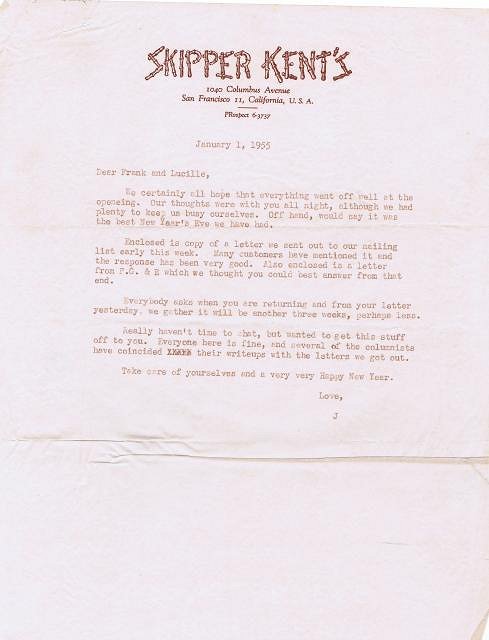 SKIPPER KENT'S
1040 Columbus Avenue
San Francisco 11, California, U. S. A.
PRospect 6-3737
January 1, 1955
Dear Frank and Lucille,
We certainly all hope that everything went off well at the
openeing. Our thoughts were with you all night, although we had
plenty to keep us busy ourselves. Off hand, would say it was
the best New Year's Eve we have had.
Enclosed is copy of a letter we sent out to our mailing
list early this week. Many customers have mentioned it and
the response has been very good. Also enclosed is a letter
from P.G. & E which we thought you could best answer from that
end.
Everybody asks when you are returning and from your letter
yesterday, we gather it will be another three weeks, perhaps less.
Really haven't time to chat, but wanted to get this stuff
off to you. Everyone here is fine, and several of the columnists
have coincided their writeups with the letters we got out.
Take care of yourselves and a very very Happy New Year.
Love,
J